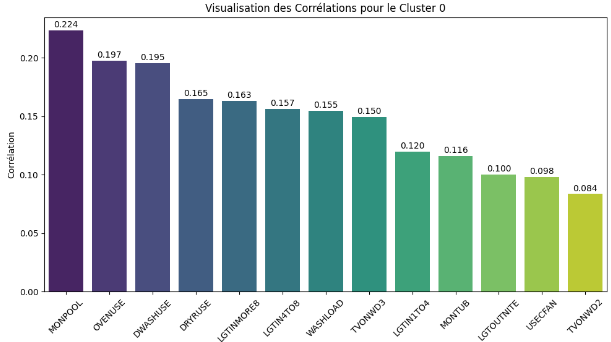 Visualisation des Corrélations pour le Cluster 0
Corrélation
0.20
0.15
0.10
0.05
0.00
0.224
0.197
0.195
0.165
0.163
0.157
0.155
0.150
0.120
0.116
0.100
0.098
0.084
MONPOOL
OVENUSE
DWASHUSE
DRYRUSE
LGTINMORE8
LGTIN4TO8
WASHLOAD
TVONWD3
LGTIN1TO4
MONTUB
LGTOUTNITE
USECFAN
TVONWD2